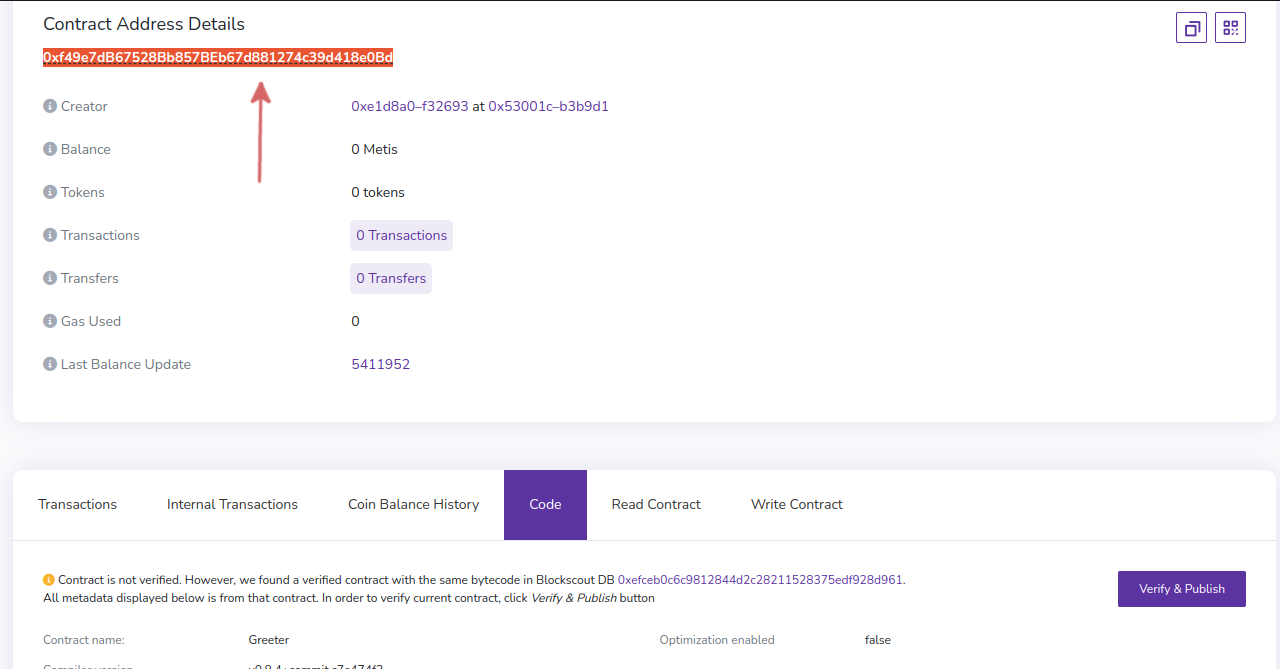 Contract Address Details
0xf49e7dB67528Bb857BEb67d881274c39d418e0Bd
Creator 0xe1d8a0–f32693 at 0x53001c–b3b9d1
Balance 0 Metis
Tokens 0 tokens
Transactions 0 Transactions
Transfers 0 Transfers
Gas Used 0
Last Balance Update 5411952
Transactions Internal Transactions Coin Balance History Code Read Contract Write Contract
Contract is not verified. However, we found a verified contract with the same bytecode in Blockscout DB 0xefceb0c6c9812844d2c28211528375edf928d961.
All metadata displayed below is from that contract. In order to verify current contract, click Verify & Publish button
Verify & Publish
Contract name: Greeter Optimization enabled false
Compiler version